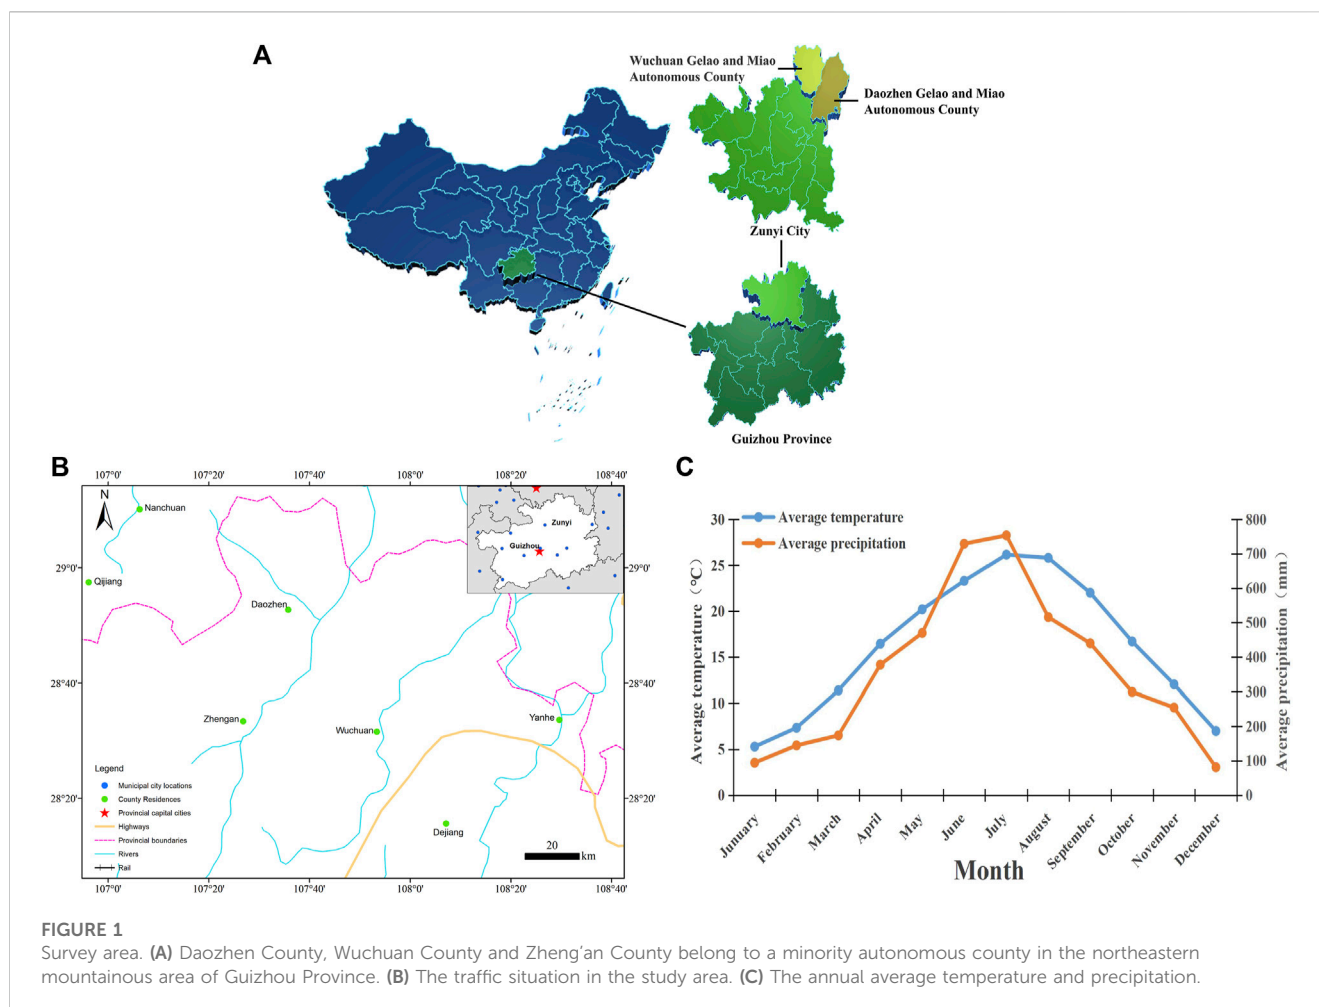 A
Wuchuan Gelao and Miao
Autonomous County
Daozhen Gelao and Miao
Autonomous County
Zunyi City
Guizhou Province
B
107°0'
107°20'
107°40'
108°0'
108°20'
108°40'
N
Nanchuan
Zunyi
Guizhou
29°0'
29°0'
Qijiang
Daozhen
28°40'
28°40'
Zhengan
Wuchuan
Yanhe
Legend
Municipal city locations
County Residences
Provincial capital cities
Highways
Provincial boundaries
Rivers
Rail
28°20'
28°20'
Dejiang
20
km
107°0'
107°20'
107°40'
108°0'
108°20'
108°40'
C
Average temperature
Average precipitation
30
25
20
15
10
5
0
Average temperature（℃）
800
700
600
500
400
300
200
100
0
Average precipitation（mm）
Junuary
February
March
April
May
June
July
August
September
October
November
December
Month
FIGURE 1
Survey area. (A) Daozhen County, Wuchuan County and Zheng’an County belong to a minority autonomous county in the northeastern
mountainous area of Guizhou Province. (B) The traffic situation in the study area. (C) The annual average temperature and precipitation.